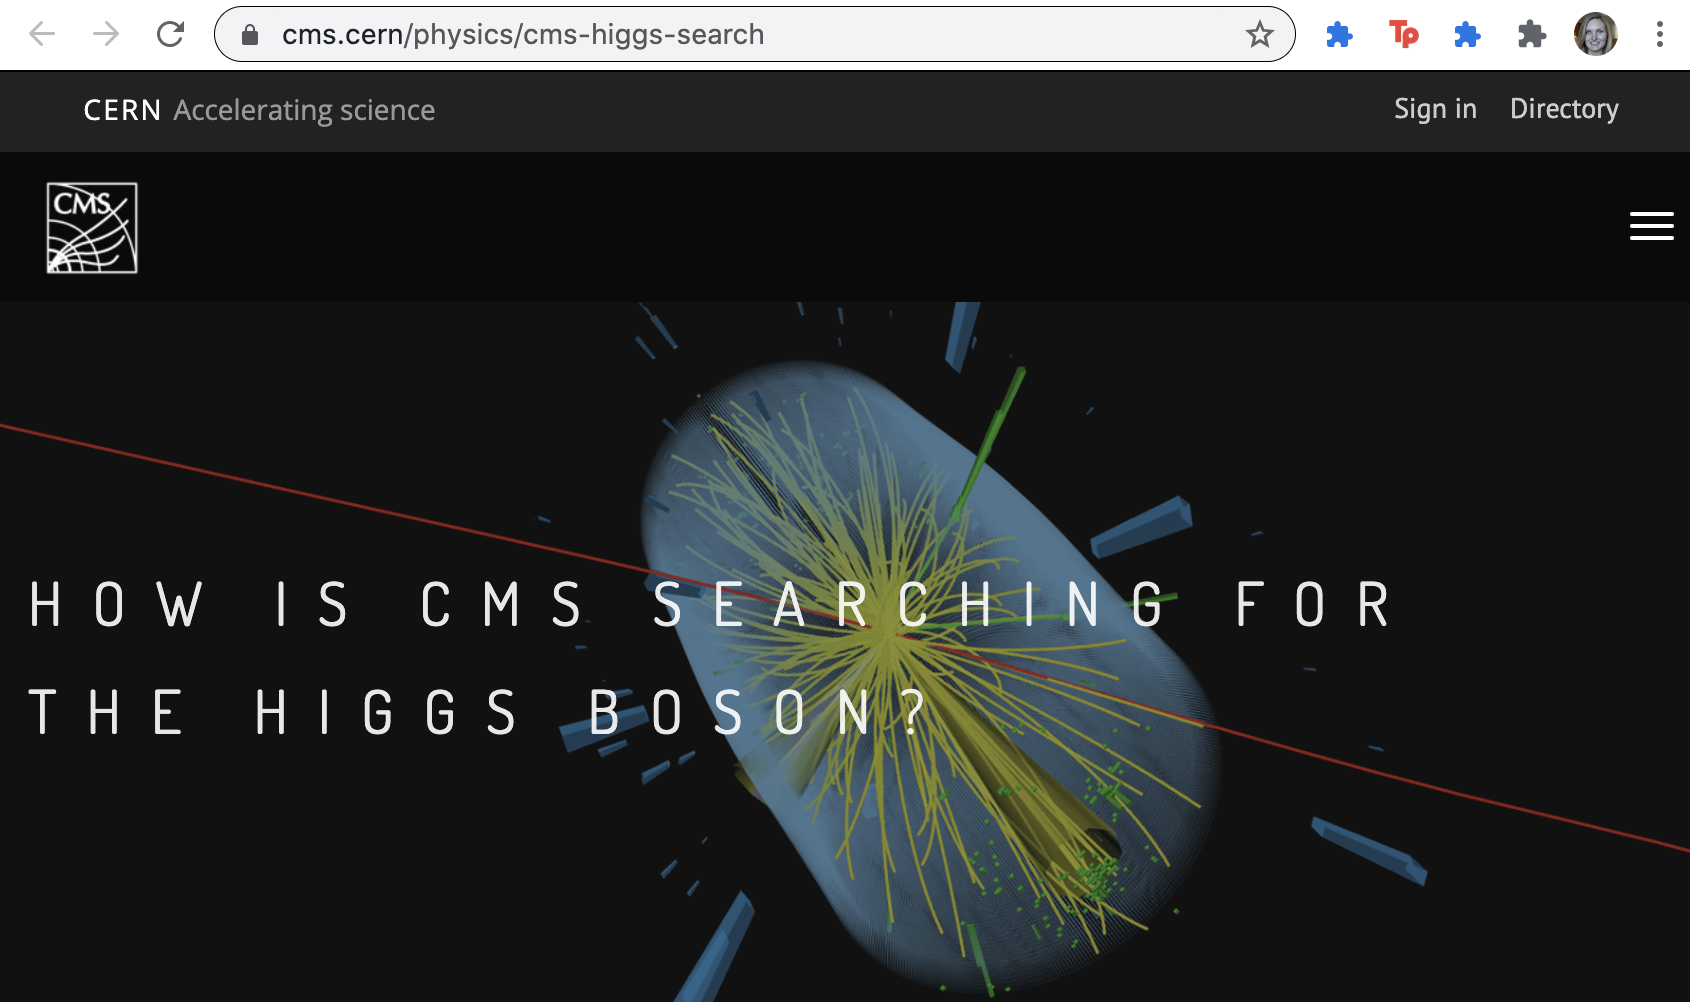 cms.cern/physics/cms-higgs-search
Tp
CERN Accelerating science
Sign in Directory
CMS
HOW IS CMS SEARCHING FOR
THE HIGGS BOSON?